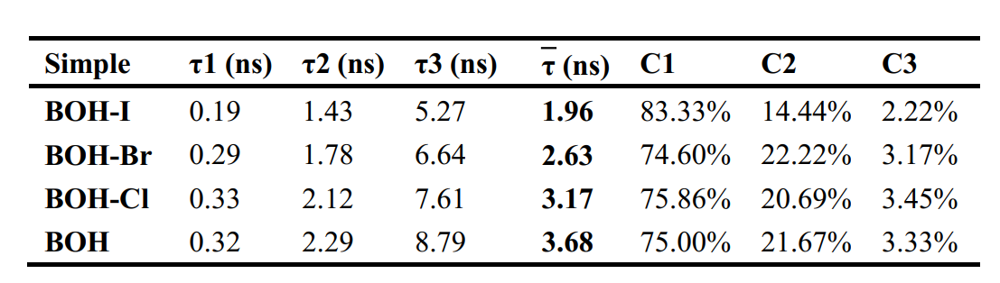 Simple τ1 (ns) τ2 (ns) τ3 (ns) τ̅ (ns) C1 C2 C3
BOH-I 0.19 1.43 5.27 1.96 83.33% 14.44% 2.22%
BOH-Br 0.29 1.78 6.64 2.63 74.60% 22.22% 3.17%
BOH-Cl 0.33 2.12 7.61 3.17 75.86% 20.69% 3.45%
BOH 0.32 2.29 8.79 3.68 75.00% 21.67% 3.33%